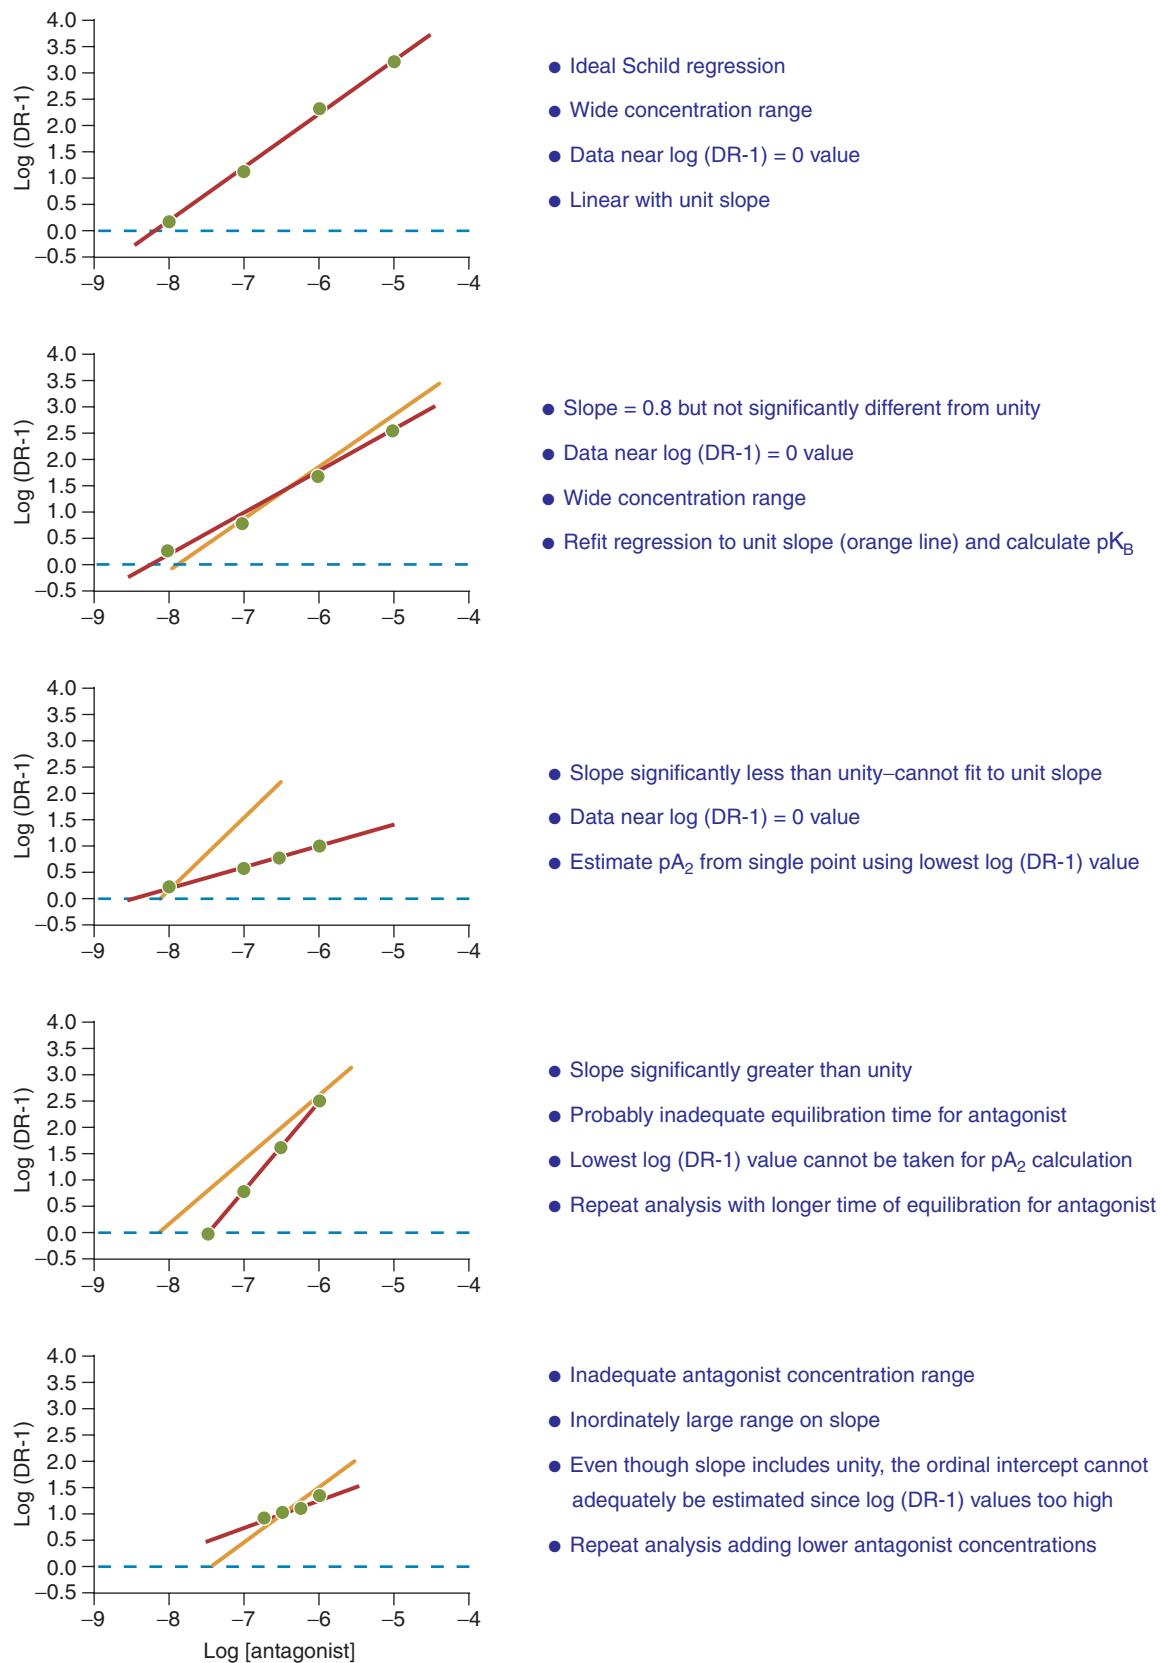 4.0
3.5
3.0
2.5
2.0
1.5
1.0
0.5
0.0
–0.5
Log (DR-1)
–9 –8 –7 –6 –5 –4
● Ideal Schild regression
● Wide concentration range
● Data near log (DR-1) = 0 value
● Linear with unit slope
4.0
3.5
3.0
2.5
2.0
1.5
1.0
0.5
0.0
–0.5
Log (DR-1)
–9 –8 –7 –6 –5 –4
● Slope = 0.8 but not significantly different from unity
● Data near log (DR-1) = 0 value
● Wide concentration range
● Refit regression to unit slope (orange line) and calculate pK_B
4.0
3.5
3.0
2.5
2.0
1.5
1.0
0.5
0.0
–0.5
Log (DR-1)
–9 –8 –7 –6 –5 –4
● Slope significantly less than unity–cannot fit to unit slope
● Data near log (DR-1) = 0 value
● Estimate pA₂ from single point using lowest log (DR-1) value
4.0
3.5
3.0
2.5
2.0
1.5
1.0
0.5
0.0
–0.5
Log (DR-1)
–9 –8 –7 –6 –5 –4
● Slope significantly greater than unity
● Probably inadequate equilibration time for antagonist
● Lowest log (DR-1) value cannot be taken for pA₂ calculation
● Repeat analysis with longer time of equilibration for antagonist
4.0
3.5
3.0
2.5
2.0
1.5
1.0
0.5
0.0
–0.5
Log (DR-1)
–9 –8 –7 –6 –5 –4
Log [antagonist]
● Inadequate antagonist concentration range
● Inordinately large range on slope
● Even though slope includes unity, the ordinal intercept cannot
adequately be estimated since log (DR-1) values too high
● Repeat analysis adding lower antagonist concentrations